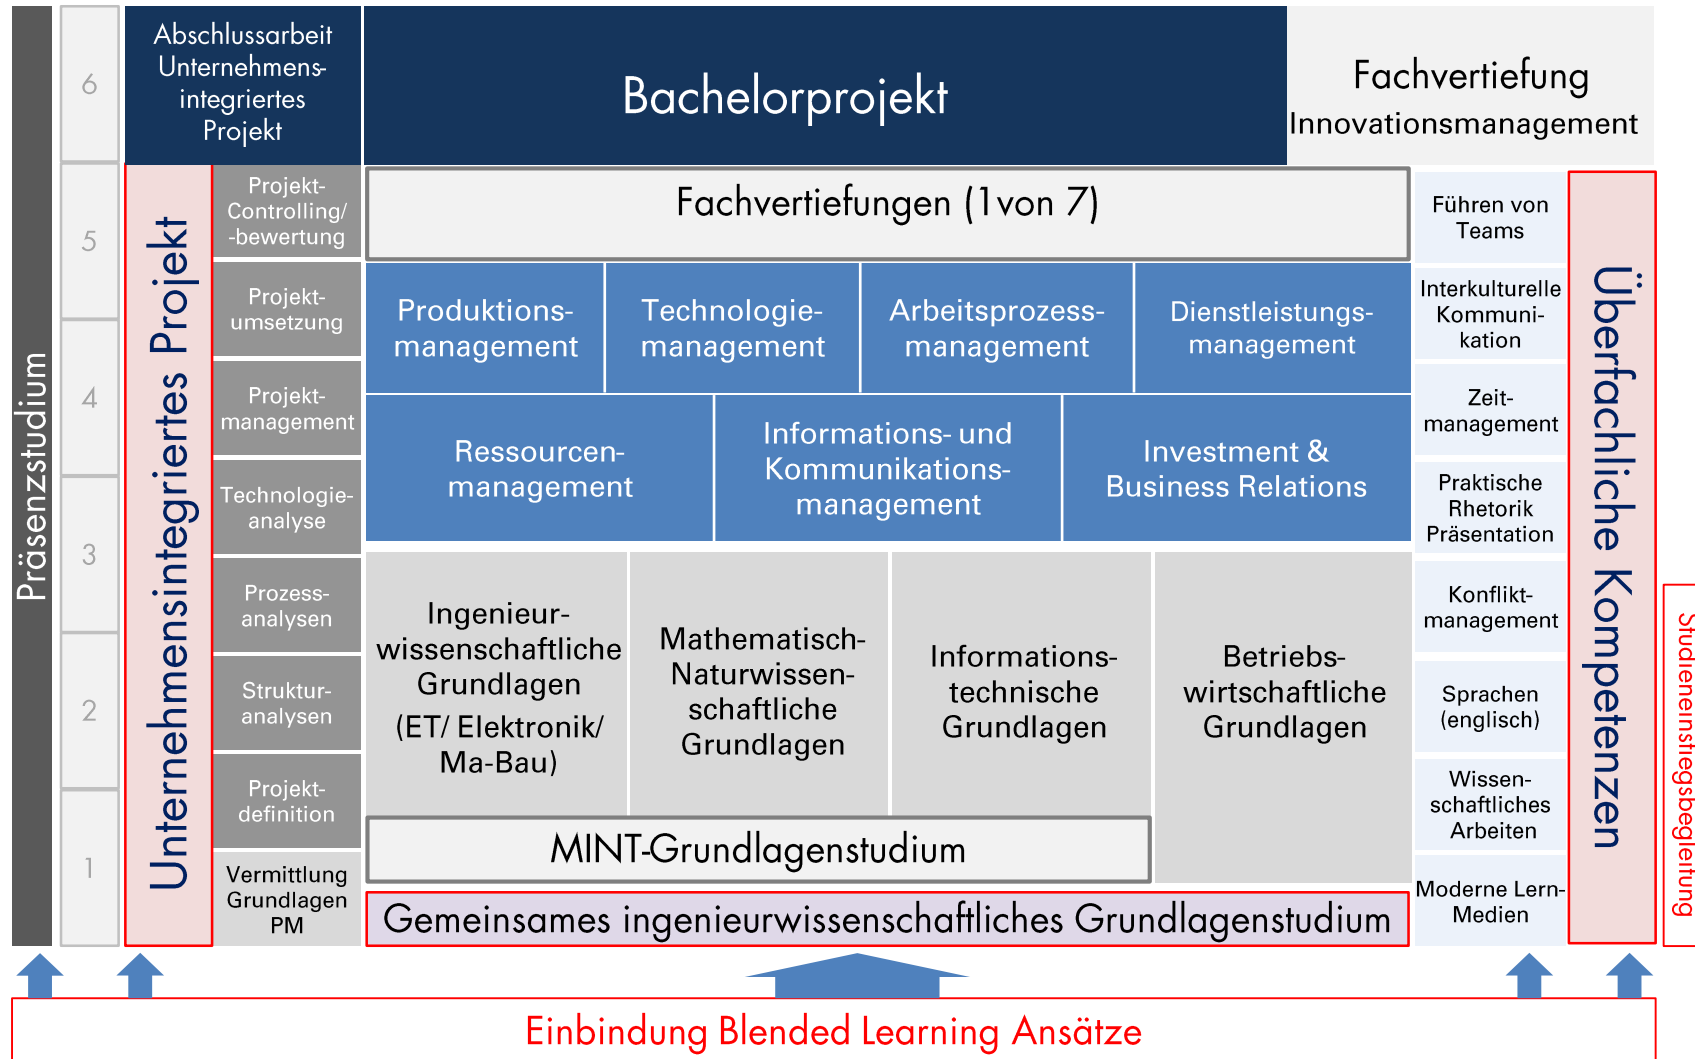 Präsenzstudium
6
5
4
3
2
1
Abschlussarbeit
Unternehmens-
integriertes
Projekt
Bachelorprojekt
Fachvertiefung
Innovationsmanagement
Unternehmensintegriertes Projekt
Projekt-
Controlling/
-bewertung
Projekt-
umsetzung
Projekt-
management
Technologie-
analyse
Prozess-
analysen
Struktur-
analysen
Projekt-
definition
Vermittlung
Grundlagen
PM
Fachvertiefungen (1von 7)
Produktions-
management
Technologie-
management
Arbeitsprozess-
management
Dienstleistungs-
management
Ressourcen-
management
Informations- und
Kommunikations-
management
Investment &
Business Relations
Ingenieur-
wissenschaftliche
Grundlagen
(ET/ Elektronik/
Ma-Bau)
Mathematisch-
Naturwissen-
schaftliche
Grundlagen
Informations-
technische
Grundlagen
Betriebs-
wirtschaftliche
Grundlagen
MINT-Grundlagenstudium
Gemeinsames ingenieurwissenschaftliches Grundlagenstudium
Führen von
Teams
Interkulturelle
Kommuni-
kation
Zeit-
management
Praktische
Rhetorik
Präsentation
Konflikt-
management
Sprachen
(englisch)
Wissen-
schaftliches
Arbeiten
Moderne Lern-
Medien
Überfachliche Kompetenzen
Studieneinstiegsbegleitung
Einbindung Blended Learning Ansätze